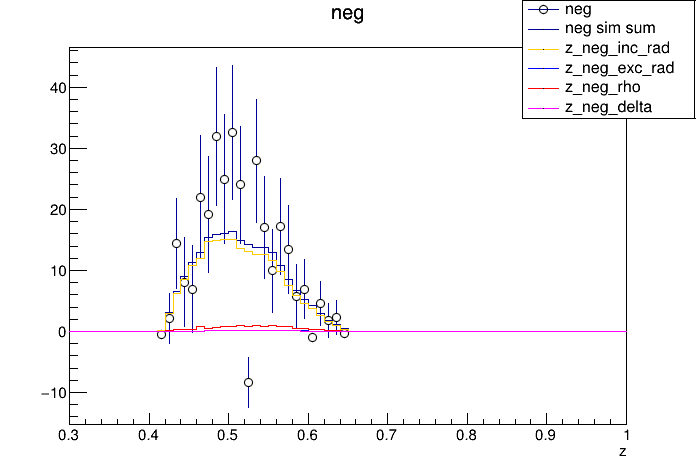 neg
neg
neg sim sum
z_neg_inc_rad
z_neg_exc_rad
z_neg_rho
z_neg_delta
40
30
20
10
0
−10
0.3 0.4 0.5 0.6 0.7 0.8 0.9 1
z